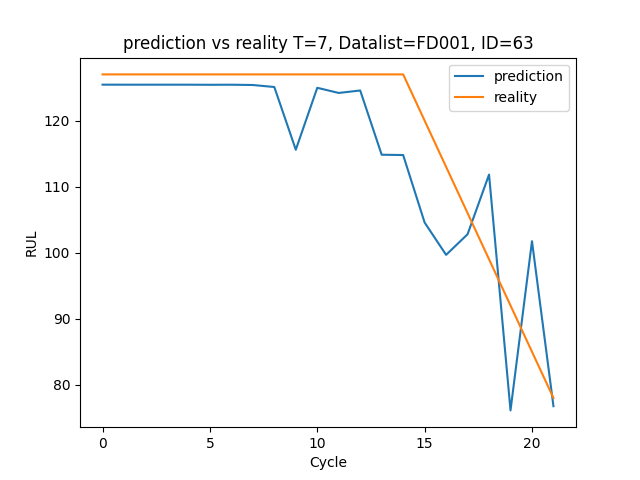 prediction vs reality T=7, Datalist=FD001, ID=63
prediction
reality
RUL
120
110
100
90
80
0 5 10 15 20
Cycle